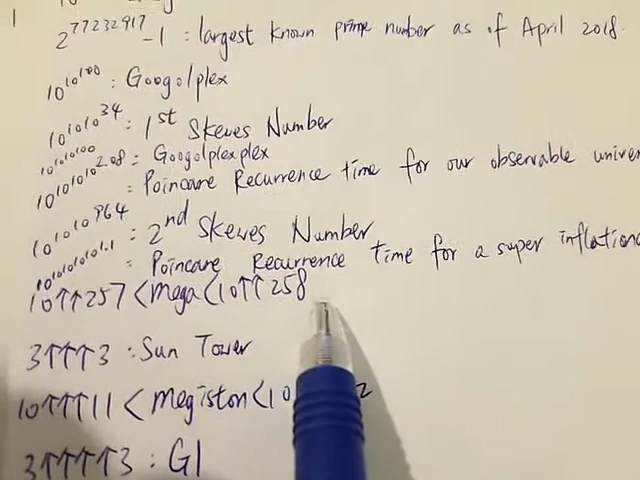 2^77232917 -1 : largest known prime number as of April 2018.
10^10^100 : Googolplex
10^10^10^34 : 1st Skewes Number
10^10^10^100 = Googolplexplex
10^10^10^10^2.08 : Poincare Recurrence time for our observable univer
10^10^10^964 : 2nd Skewes Number
10^10^10^10^10^1.1 = Poincare Recurrence time for a super inflationa
10↑↑257 < mega < 10↑↑258
3↑↑↑3 : Sun Tower
10↑↑↑11 < megiston < 10 2
3↑↑↑↑3 : G1